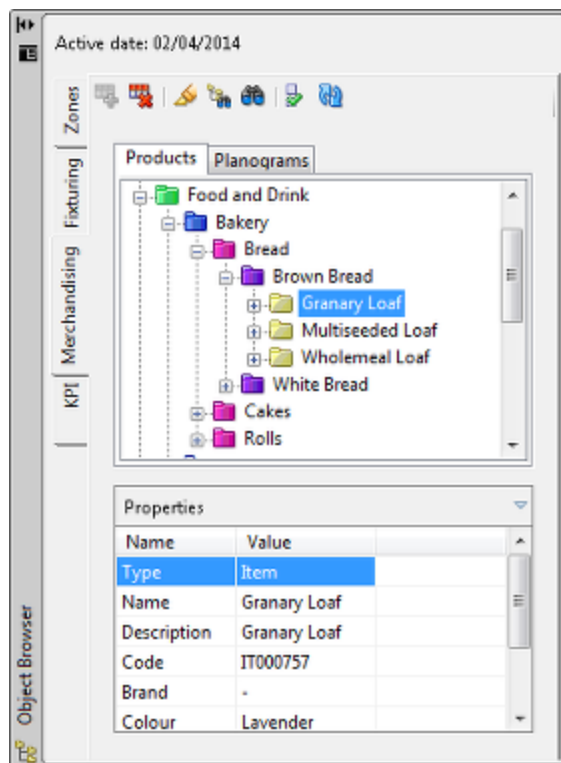 Active date: 02/04/2014
Zones
Fixturing
Merchandising
KPI
Products Planograms
Food and Drink
Bakery
Bread
Brown Bread
Granary Loaf
Multiseeded Loaf
Wholemeal Loaf
White Bread
Cakes
Rolls
Properties
Name Value
Type Item
Name Granary Loaf
Description Granary Loaf
Code IT000757
Brand -
Colour Lavender
Object Browser